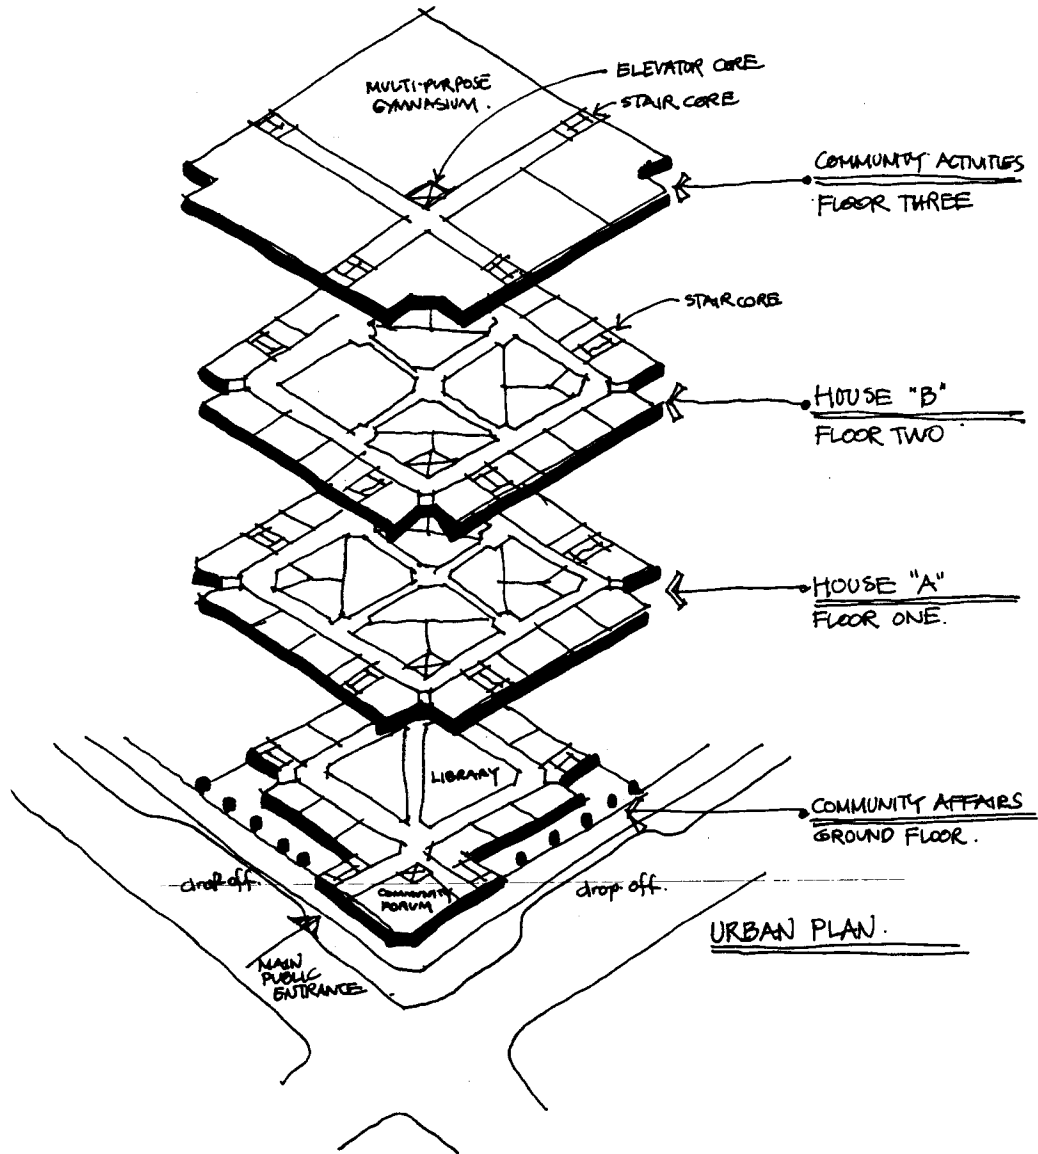 ELEVATOR CORE
MULTI-PURPOSE
GYMNASIUM.
STAIR CORE
COMMUNITY ACTIVITIES
FLOOR THREE
STAIR CORE
HOUSE "B"
FLOOR TWO.
HOUSE "A"
FLOOR ONE.
LIBRARY
COMMUNITY AFFAIRS
GROUND FLOOR.
drop off.
drop off.
COMMUNITY
FORUM
URBAN PLAN.
MAIN
PUBLIC
ENTRANCE